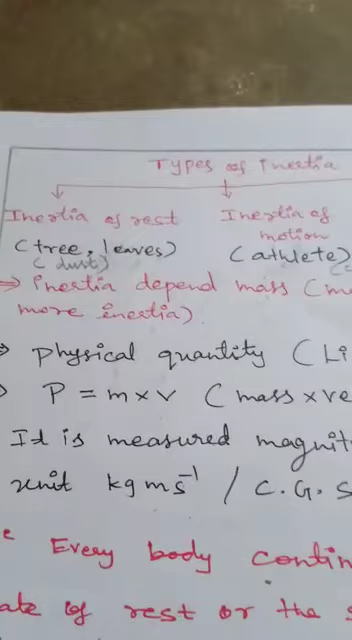 Types of inertia
Inertia of rest Inertia of
motion
(tree, leaves) (athlete)
(dust)
⇒ inertia depend mass (m
more inertia)
physical quantity (Li
P = m×v (mass×ve
It is measured magnit
unit kgms⁻¹ / C.G.S
Every body contin
ate of rest or the s